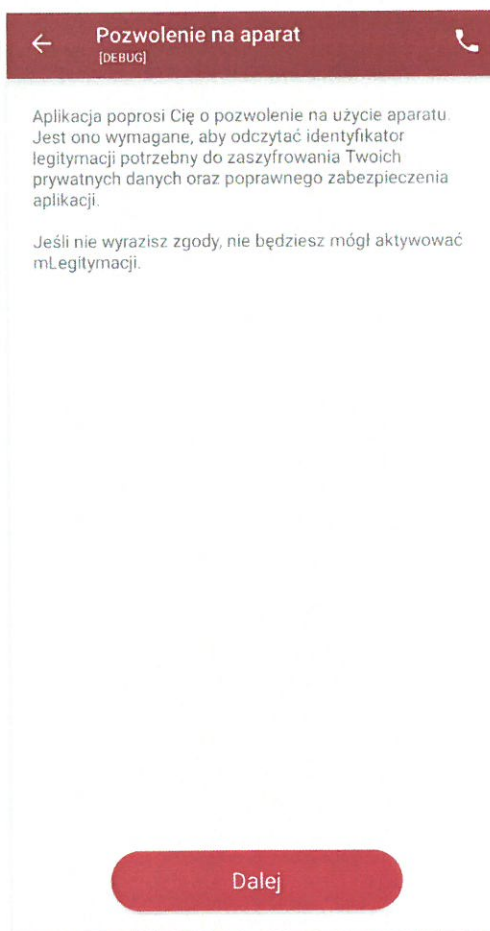 Pozwolenie na aparat
[DEBUG]
Aplikacja poprosi Cię o pozwolenie na użycie aparatu.
Jest ono wymagane, aby odczytać identyfikator
legitymacji potrzebny do zaszyfrowania Twoich
prywatnych danych oraz poprawnego zabezpieczenia
aplikacji.
Jeśli nie wyrazisz zgody, nie będziesz mógł aktywować
mLegitymacji.
Dalej